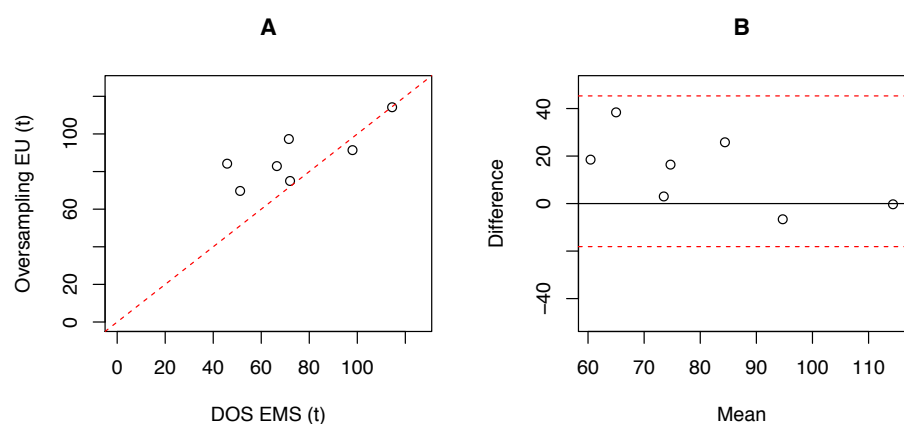 A
Oversampling EU (t)
0 20 60 100
0 20 40 60 80 100
DOS EMS (t)
B
Difference
−40 0 20 40
60 70 80 90 100 110
Mean